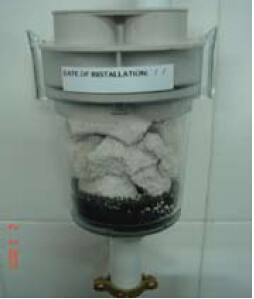 DATE OF INSTALLATION: / /